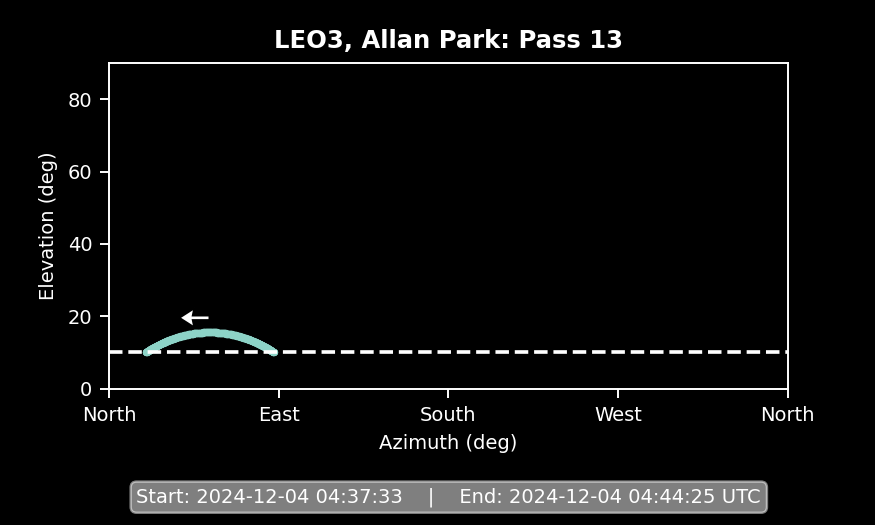 LEO3, Allan Park: Pass 13
Elevation (deg)
80
60
40
20
0
North East South West North
Azimuth (deg)
Start: 2024-12-04 04:37:33 | End: 2024-12-04 04:44:25 UTC